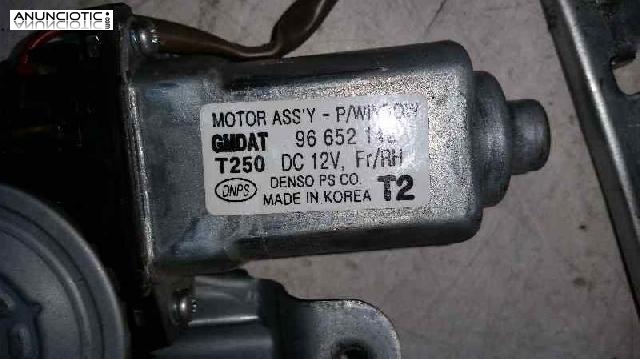 ANUNCIOTIC!
.com
MOTOR ASS'Y - P/WINDOW
GMDAT 96 652
T250 DC 12V, Fr/RH
DNPS DENSO PS CO. T2
MADE IN KOREA